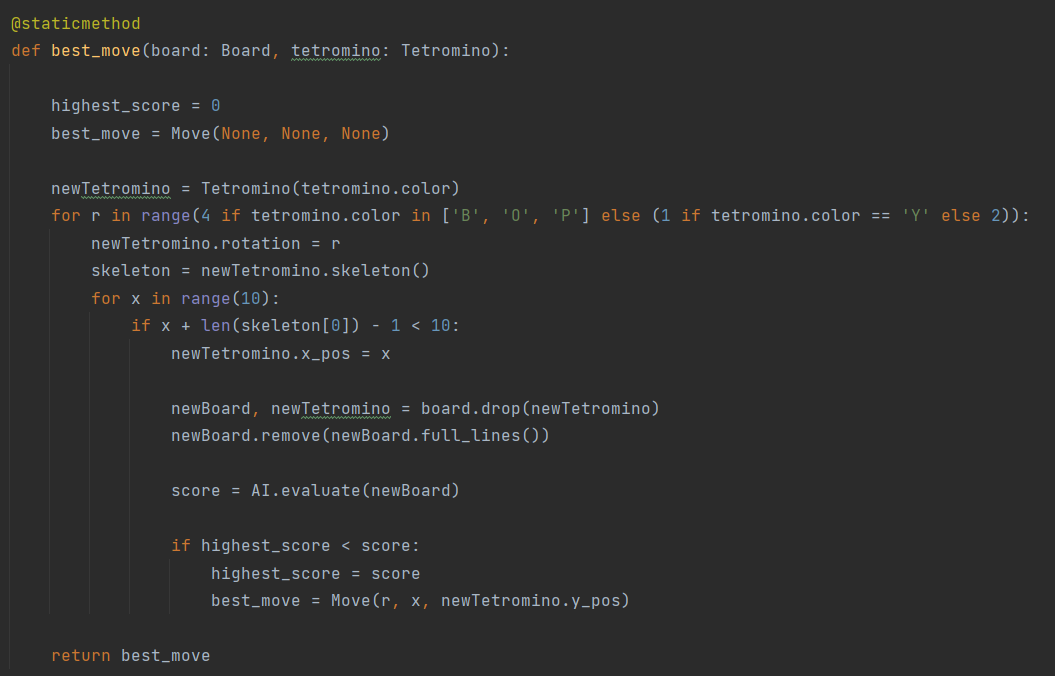 @staticmethod
def best_move(board: Board, tetromino: Tetromino):
highest_score = 0
best_move = Move(None, None, None)
newTetromino = Tetromino(tetromino.color)
for r in range(4 if tetromino.color in ['B', 'O', 'P'] else (1 if tetromino.color == 'Y' else 2)):
newTetromino.rotation = r
skeleton = newTetromino.skeleton()
for x in range(10):
if x + len(skeleton[0]) - 1 < 10:
newTetromino.x_pos = x
newBoard, newTetromino = board.drop(newTetromino)
newBoard.remove(newBoard.full_lines())
score = AI.evaluate(newBoard)
if highest_score < score:
highest_score = score
best_move = Move(r, x, newTetromino.y_pos)
return best_move